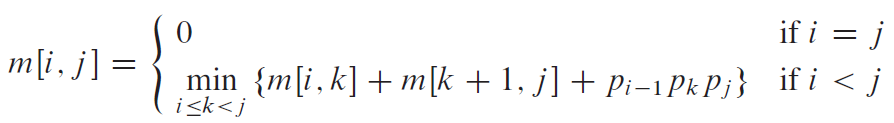 m[i, j] = { 0 if i = j
min_{i≤k<j} {m[i, k] + m[k + 1, j] + p_{i−1} p_k p_j} if i < j